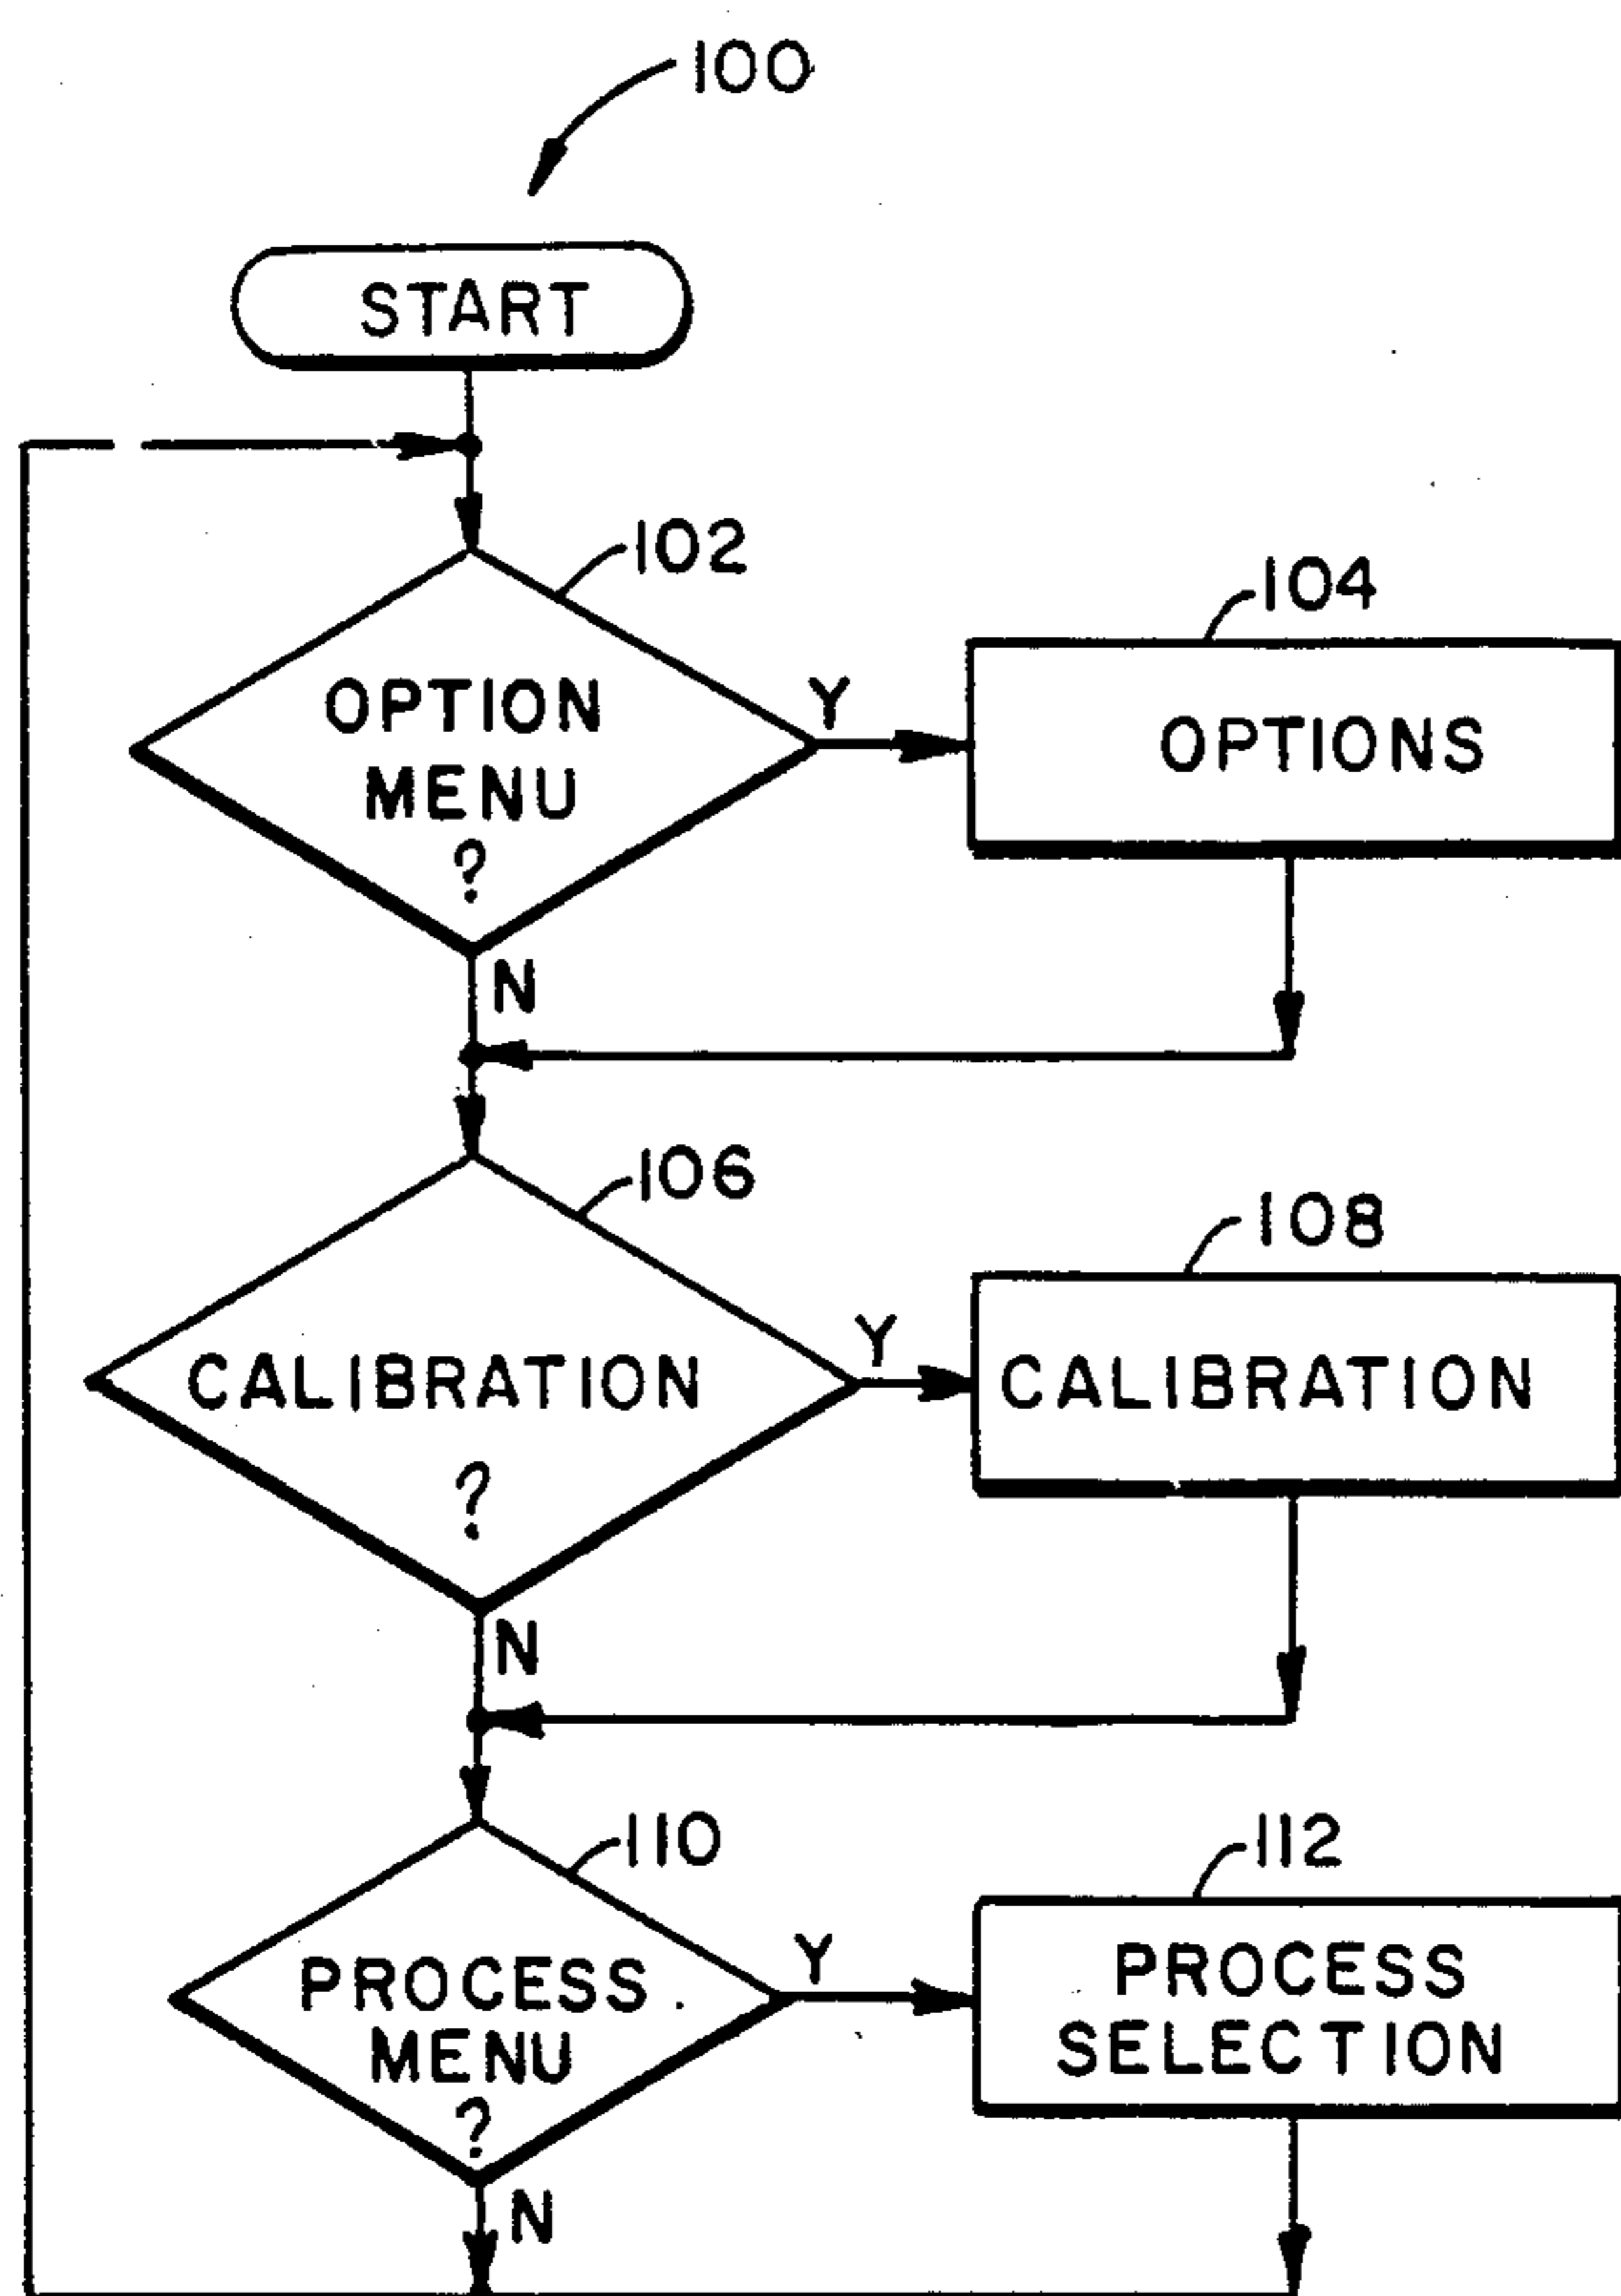 100
START
102
OPTION
MENU
?
Y
104
OPTIONS
N
106
CALIBRATION
?
Y
108
CALIBRATION
N
110
PROCESS
MENU
?
Y
112
PROCESS
SELECTION
N